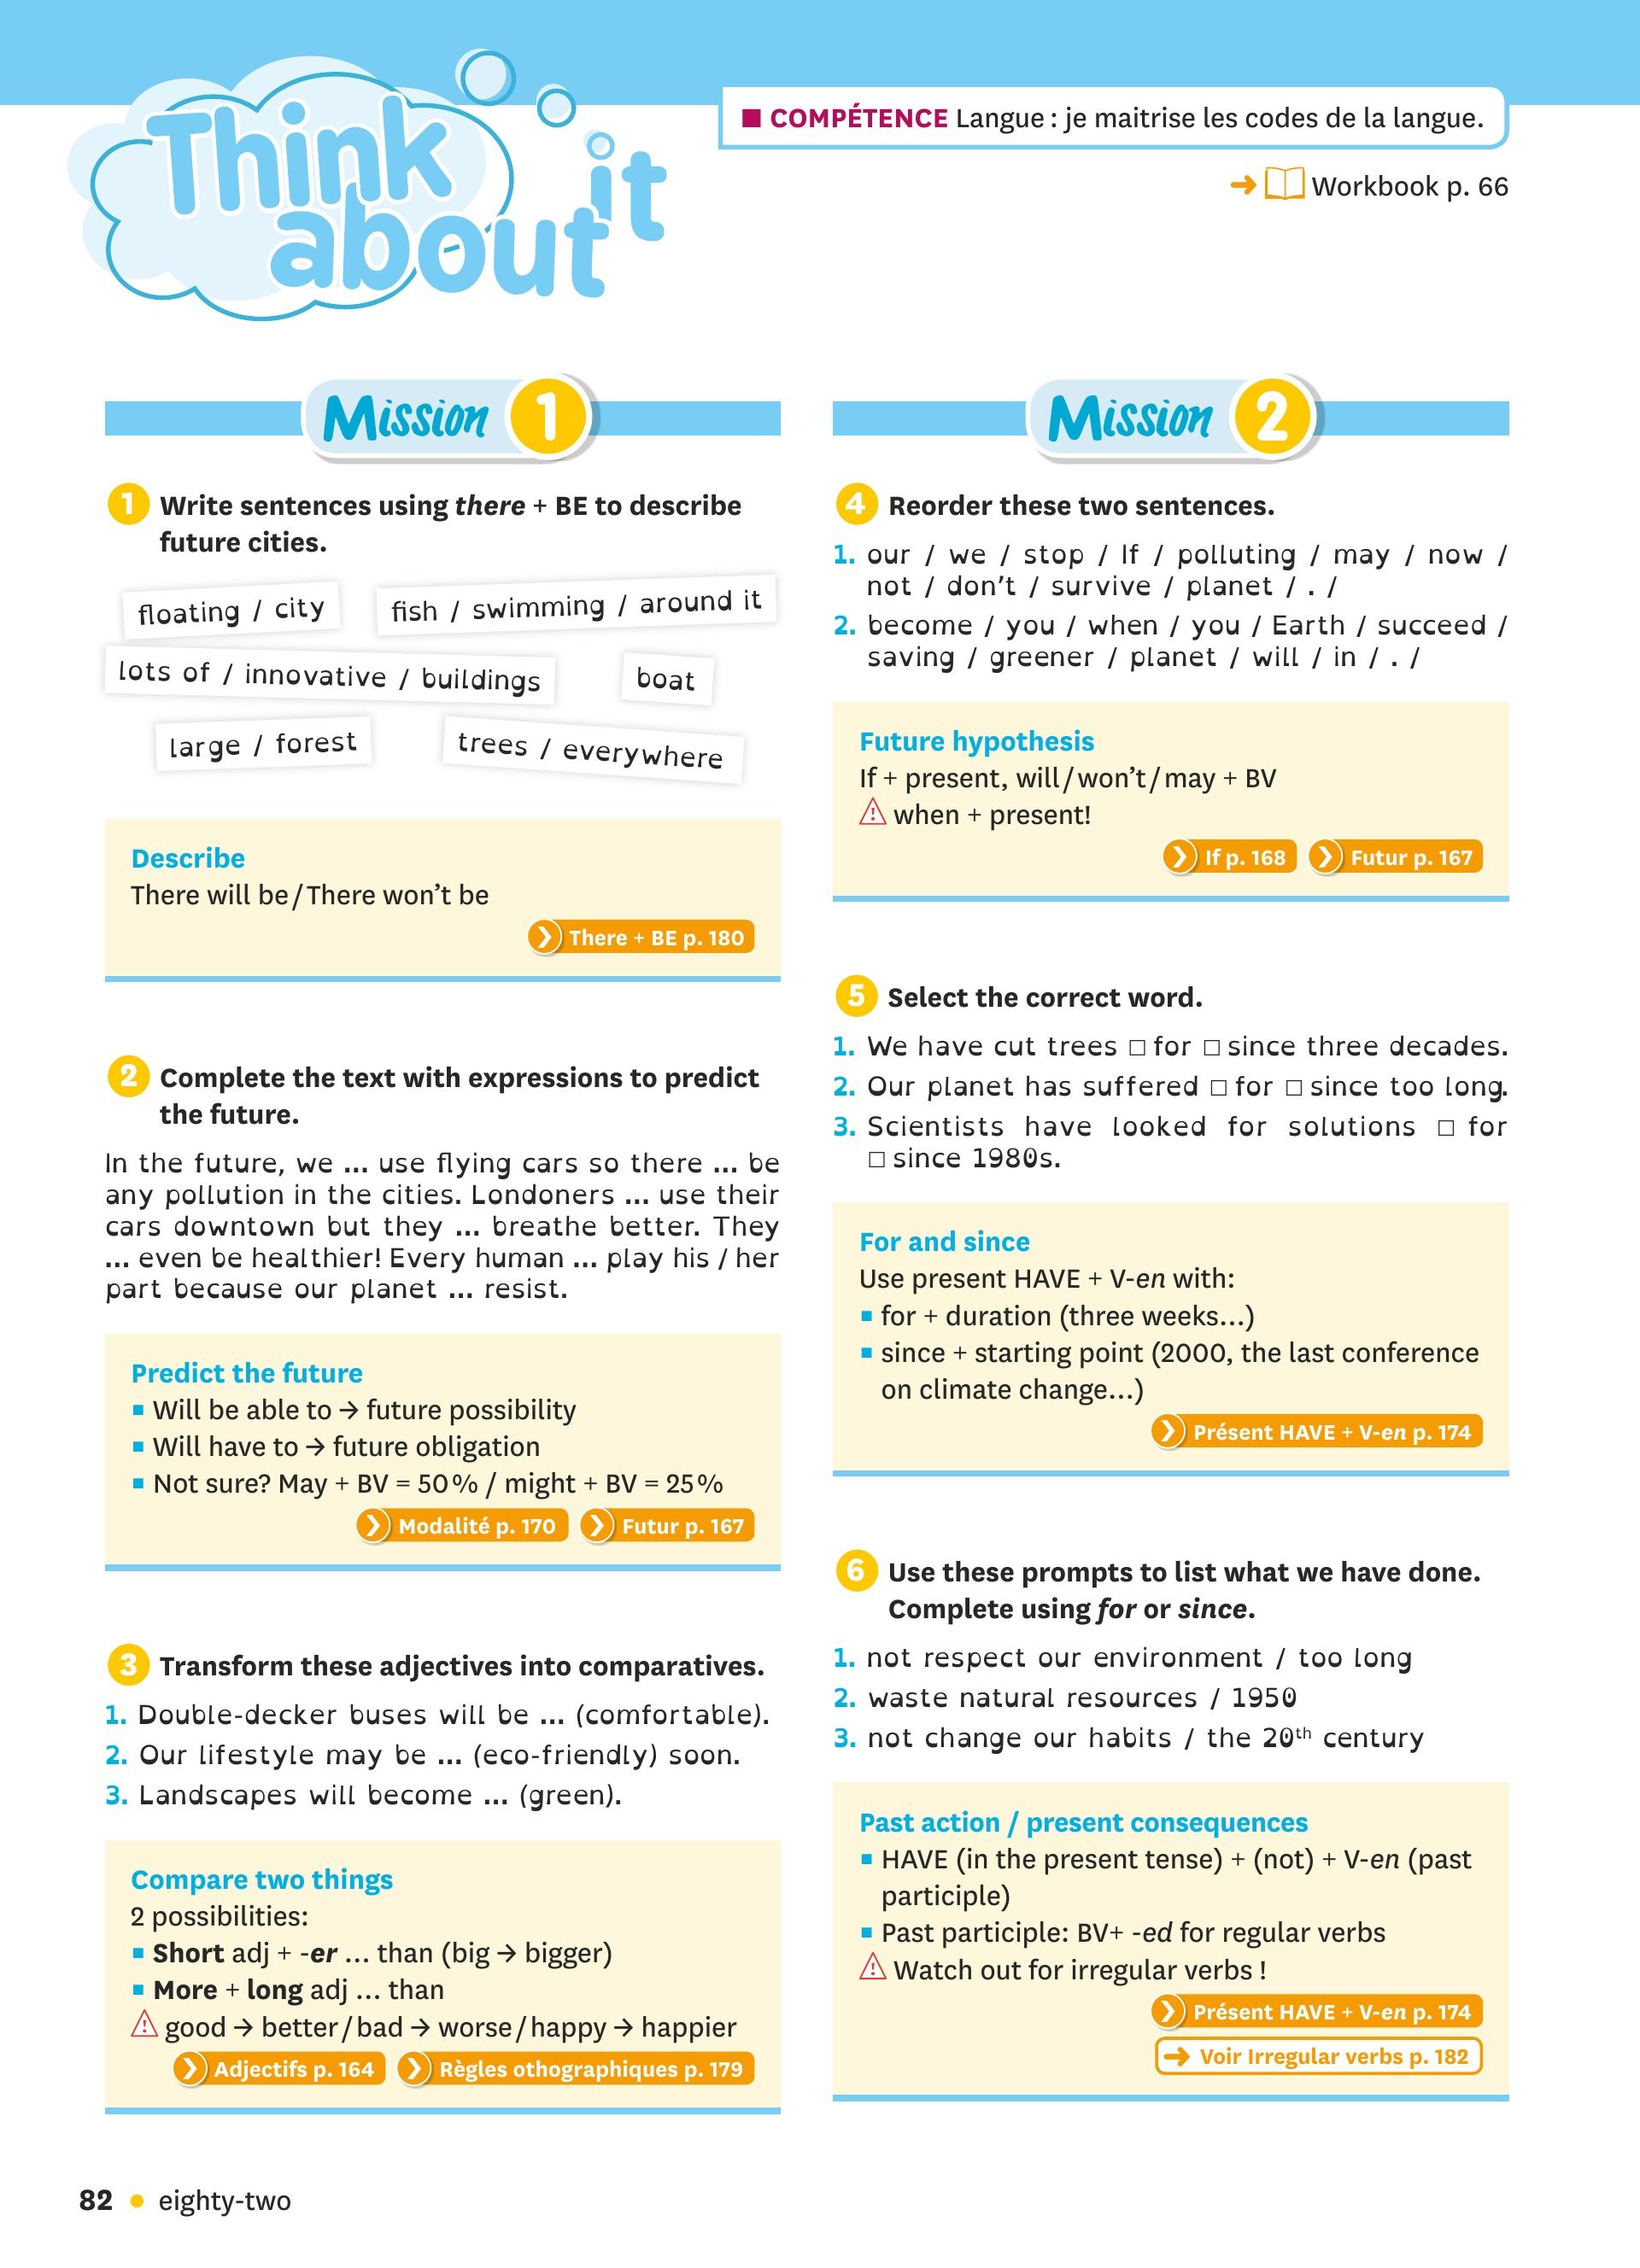 Think
about it
■ COMPÉTENCE Langue : je maitrise les codes de la langue.
➜ Workbook p. 66
Mission 1
1 Write sentences using there + BE to describe
future cities.
floating / city
fish / swimming / around it
lots of / innovative / buildings
boat
large / forest
trees / everywhere
Describe
There will be / There won't be
There + BE p. 180
2 Complete the text with expressions to predict
the future.
In the future, we ... use flying cars so there ... be
any pollution in the cities. Londoners ... use their
cars downtown but they ... breathe better. They
... even be healthier! Every human ... play his / her
part because our planet ... resist.
Predict the future
▪ Will be able to → future possibility
▪ Will have to → future obligation
▪ Not sure? May + BV = 50 % / might + BV = 25 %
Modalité p. 170
Futur p. 167
3 Transform these adjectives into comparatives.
1. Double-decker buses will be ... (comfortable).
2. Our lifestyle may be ... (eco-friendly) soon.
3. Landscapes will become ... (green).
Compare two things
2 possibilities:
▪ Short adj + -er ... than (big → bigger)
▪ More + long adj ... than
⚠ good → better / bad → worse / happy → happier
Adjectifs p. 164
Règles othographiques p. 179
Mission 2
4 Reorder these two sentences.
1. our / we / stop / If / polluting / may / now /
not / don't / survive / planet / . /
2. become / you / when / you / Earth / succeed /
saving / greener / planet / will / in / . /
Future hypothesis
If + present, will / won't / may + BV
⚠ when + present!
If p. 168
Futur p. 167
5 Select the correct word.
1. We have cut trees □ for □ since three decades.
2. Our planet has suffered □ for □ since too long.
3. Scientists have looked for solutions □ for
□ since 1980s.
For and since
Use present HAVE + V-en with:
▪ for + duration (three weeks...)
▪ since + starting point (2000, the last conference
on climate change...)
Présent HAVE + V-en p. 174
6 Use these prompts to list what we have done.
Complete using for or since.
1. not respect our environment / too long
2. waste natural resources / 1950
3. not change our habits / the 20th century
Past action / present consequences
▪ HAVE (in the present tense) + (not) + V-en (past
participle)
▪ Past participle: BV+ -ed for regular verbs
⚠ Watch out for irregular verbs !
Présent HAVE + V-en p. 174
➜ Voir Irregular verbs p. 182
82 • eighty-two